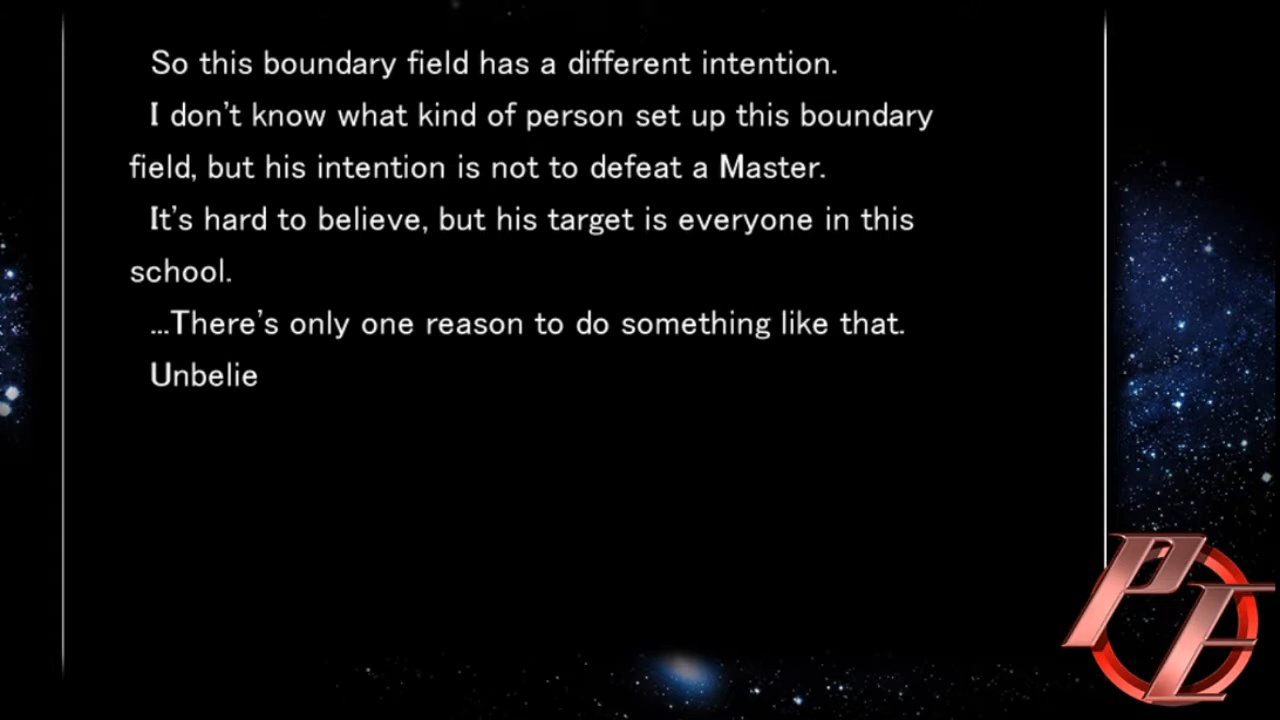 So this boundary field has a different intention.
I don't know what kind of person set up this boundary
field, but his intention is not to defeat a Master.
It's hard to believe, but his target is everyone in this
school.
...There's only one reason to do something like that.
Unbelie
PE